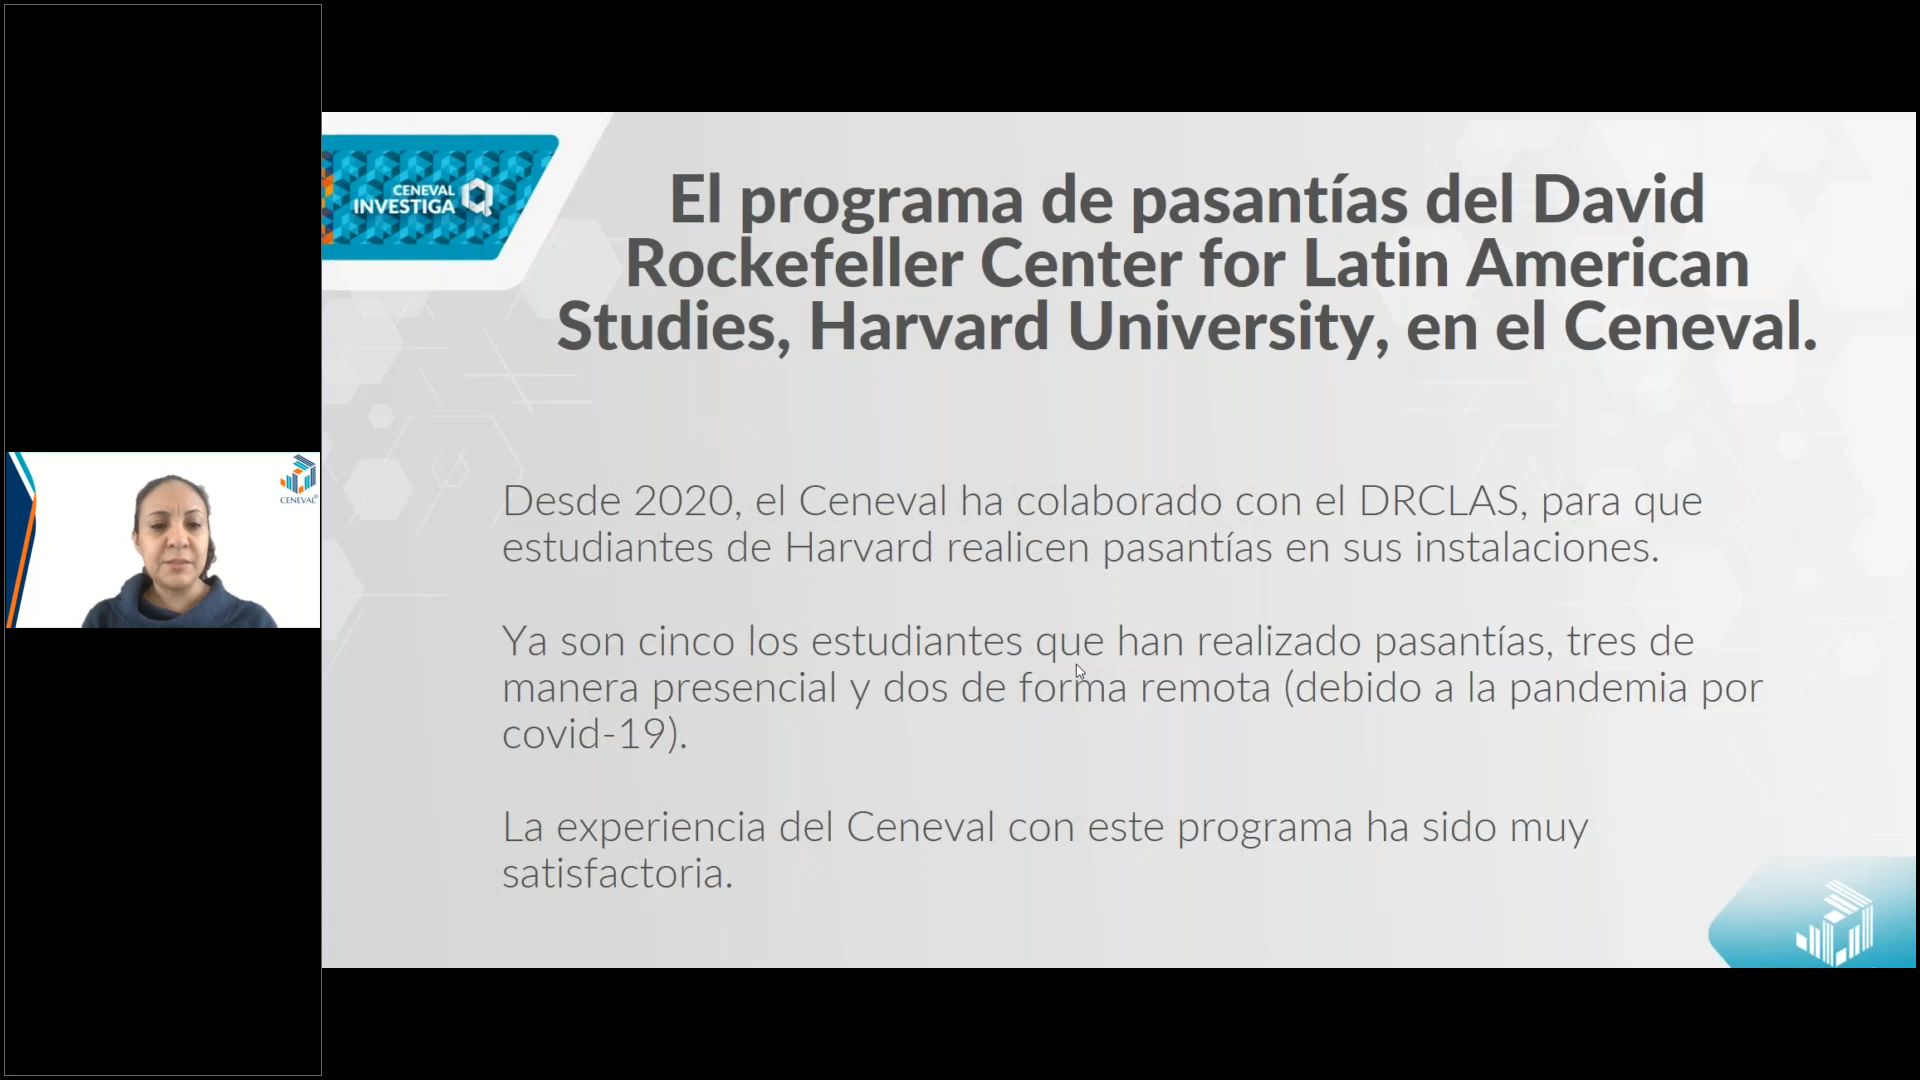 CENEVAL
INVESTIGA
El programa de pasantías del David
Rockefeller Center for Latin American
Studies, Harvard University, en el Ceneval.
CENEVAL®
Desde 2020, el Ceneval ha colaborado con el DRCLAS, para que
estudiantes de Harvard realicen pasantías en sus instalaciones.
Ya son cinco los estudiantes que han realizado pasantías, tres de
manera presencial y dos de forma remota (debido a la pandemia por
covid-19).
La experiencia del Ceneval con este programa ha sido muy
satisfactoria.